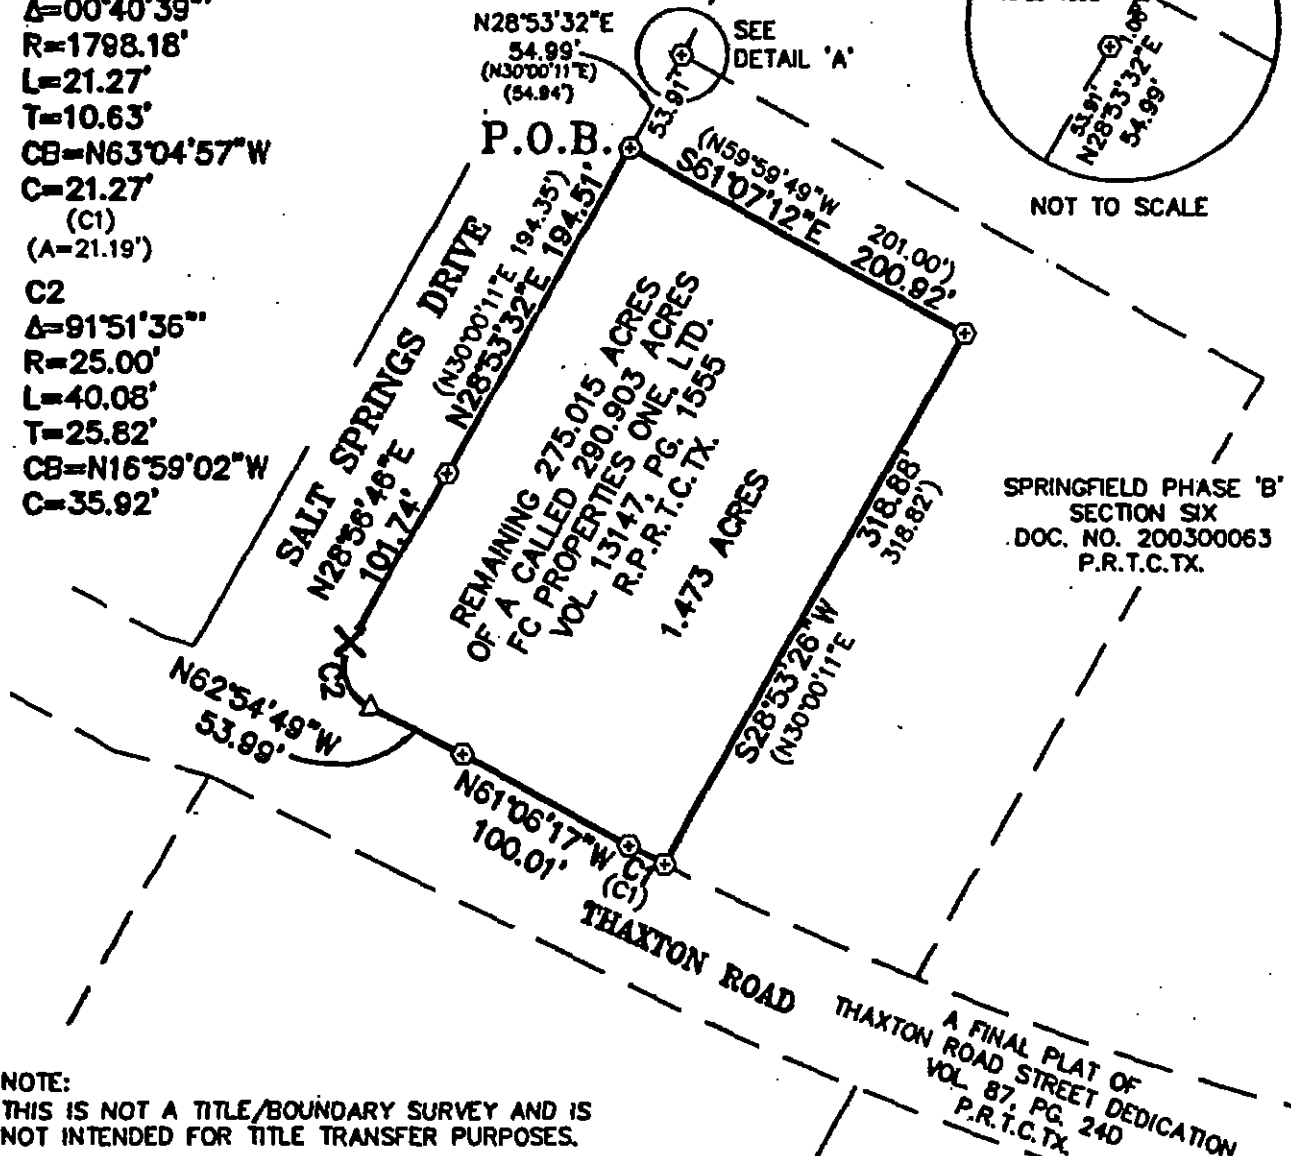 Δ=00°40'39"'
R=1798.18'
L=21.27'
T=10.63'
CB=N63°04'57"W
C=21.27'
(C1)
(A=21.19')
C2
Δ=91°51'36"'
R=25.00'
L=40.08'
T=25.82'
CB=N16°59'02"W
C=35.92'
N28°53'32"E
54.99'
(N30°00'11"E)
(54.94')
SEE
DETAIL 'A'
53.91'
P.O.B.
1.08'
53.91'
N28°53'32"E
54.99'
NOT TO SCALE
(N59°59'49"W
201.00')
S61°07'12"E
200.92'
SALT SPRINGS DRIVE
(N30°00'11"E 194.35')
N28°53'32"E 194.51'
N28°56'46"E
101.74'
REMAINING 275.015 ACRES
OF A CALLED 290.903 ACRES
FC PROPERTIES ONE, LTD.
VOL. 13147, PG. 1555
R.P.R.T.C.TX.
1.473 ACRES
318.88'
318.82')
S28°53'26"W
(N30°00'11"E
SPRINGFIELD PHASE 'B'
SECTION SIX
DOC. NO. 200300063
P.R.T.C.TX.
C2
N62°54'49"W
53.99'
N61°06'17"W
100.01'
C1
(C1)
THAXTON ROAD
A FINAL PLAT OF
THAXTON ROAD STREET DEDICATION
VOL. 87, PG. 24D
P.R.T.C.TX.
NOTE:
THIS IS NOT A TITLE/BOUNDARY SURVEY AND IS
NOT INTENDED FOR TITLE TRANSFER PURPOSES.